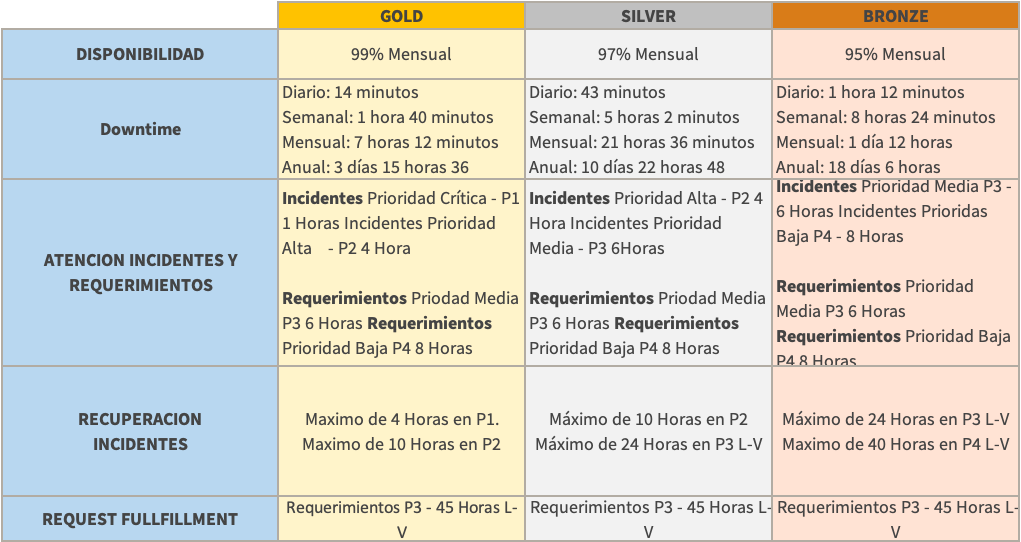 GOLD SILVER BRONZE
DISPONIBILIDAD 99% Mensual 97% Mensual 95% Mensual
Downtime
Diario: 14 minutos
Semanal: 1 hora 40 minutos
Mensual: 7 horas 12 minutos
Anual: 3 días 15 horas 36
Diario: 43 minutos
Semanal: 5 horas 2 minutos
Mensual: 21 horas 36 minutos
Anual: 10 días 22 horas 48
Diario: 1 hora 12 minutos
Semanal: 8 horas 24 minutos
Mensual: 1 día 12 horas
Anual: 18 días 6 horas
ATENCION INCIDENTES Y
REQUERIMIENTOS
Incidentes Prioridad Crítica - P1
1 Horas Incidentes Prioridad
Alta - P2 4 Hora
Requerimientos Priodad Media
P3 6 Horas Requerimientos
Prioridad Baja P4 8 Horas
Incidentes Prioridad Alta - P2 4
Hora Incidentes Prioridad
Media - P3 6Horas
Requerimientos Priodad Media
P3 6 Horas Requerimientos
Prioridad Baja P4 8 Horas
Incidentes Prioridad Media P3 -
6 Horas Incidentes Prioridas
Baja P4 - 8 Horas
Requerimientos Prioridad
Media P3 6 Horas
Requerimientos Prioridad Baja
P4 8 Horas
RECUPERACION
INCIDENTES
Maximo de 4 Horas en P1.
Maximo de 10 Horas en P2
Máximo de 10 Horas en P2
Máximo de 24 Horas en P3 L-V
Máximo de 24 Horas en P3 L-V
Maximo de 40 Horas en P4 L-V
REQUEST FULLFILLMENT
Requerimientos P3 - 45 Horas L-
V
Requerimientos P3 - 45 Horas L-
V
Requerimientos P3 - 45 Horas L-
V